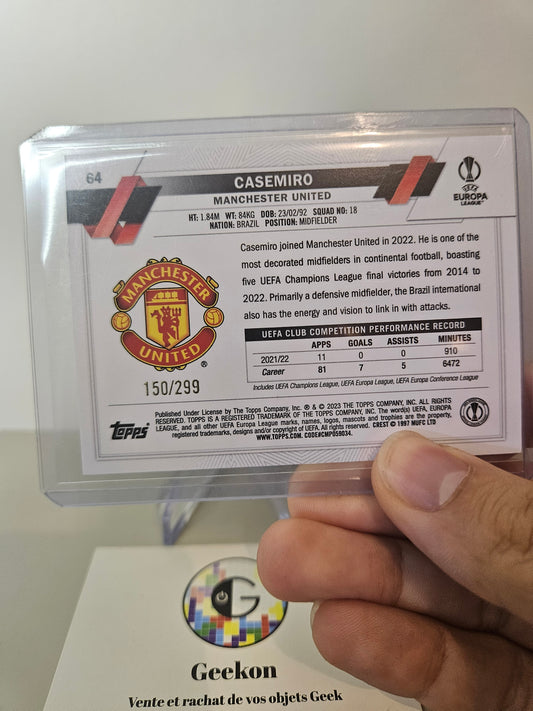 64
CASEMIRO
MANCHESTER UNITED
HT: 1.84M WT: 84KG DOB: 23/02/92 SQUAD NO: 18
NATION: BRAZIL POSITION: MIDFIELDER
UEFA
EUROPA
LEAGUE™
Casemiro joined Manchester United in 2022. He is one of the
most decorated midfielders in continental football, boasting
five UEFA Champions League final victories from 2014 to
2022. Primarily a defensive midfielder, the Brazil international
also has the energy and vision to link in with attacks.
MANCHESTER
UNITED
®
150/299
UEFA CLUB COMPETITION PERFORMANCE RECORD
APPS GOALS ASSISTS MINUTES
2021/22 11 0 0 910
Career 81 7 5 6472
Includes UEFA Champions League, UEFA Europa League, UEFA Europa Conference League
Topps®
Published Under License by The Topps Company, Inc. ® & © 2023 THE TOPPS COMPANY, INC. ALL RIGHTS
RESERVED. TOPPS IS A REGISTERED TRADEMARK OF THE TOPPS COMPANY, INC. The word(s) UEFA, EUROPA
LEAGUE, and all other UEFA Europa League marks, names, logos, mascots and trophies are the property,
registered trademarks, designs and/or copyright of UEFA. All rights reserved. CREST © 1997 MUFC LTD
WWW.TOPPS.COM. CODE#CMP059034.
G
Geekon
Vente et rachat de vos objets Geek